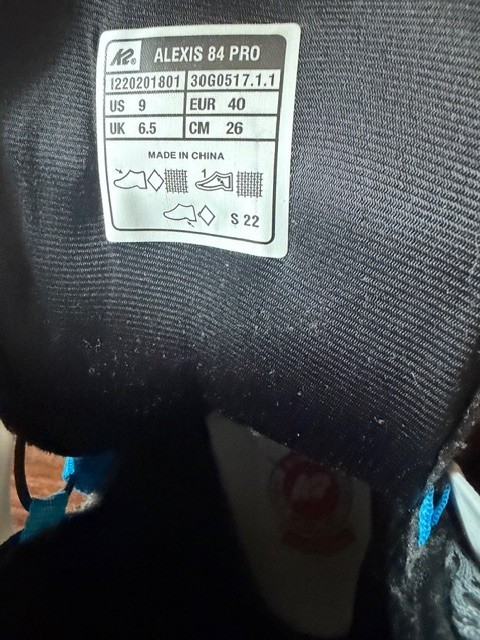 K2® ALEXIS 84 PRO
I220201801 30G0517.1.1
US 9 EUR 40
UK 6.5 CM 26
MADE IN CHINA
1
S 22